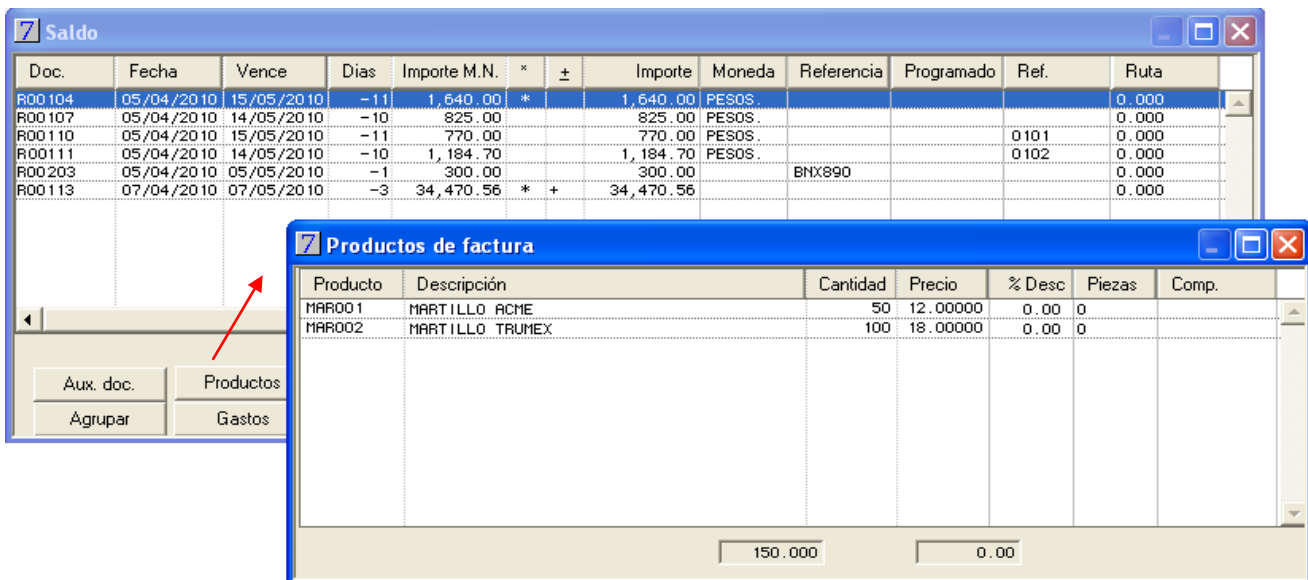 7 Saldo
Doc. Fecha Vence Dias Importe M.N. * ± Importe Moneda Referencia Programado Ref. Ruta
R00104 05/04/2010 15/05/2010 -11 1,640.00 * 1,640.00 PESOS. 0.000
R00107 05/04/2010 14/05/2010 -10 825.00 825.00 PESOS. 0.000
R00110 05/04/2010 15/05/2010 -11 770.00 770.00 PESOS. 0101 0.000
R00111 05/04/2010 14/05/2010 -10 1,184.70 1,184.70 PESOS. 0102 0.000
R00203 05/04/2010 05/05/2010 -1 300.00 300.00 BNX890 0.000
R00113 07/04/2010 07/05/2010 -3 34,470.56 * + 34,470.56 0.000
Aux. doc. Productos
Agrupar Gastos
7 Productos de factura
Producto Descripción Cantidad Precio % Desc Piezas Comp.
MAR001 MARTILLO ACME 50 12.00000 0.00 0
MAR002 MARTILLO TRUMEX 100 18.00000 0.00 0
150.000 0.00